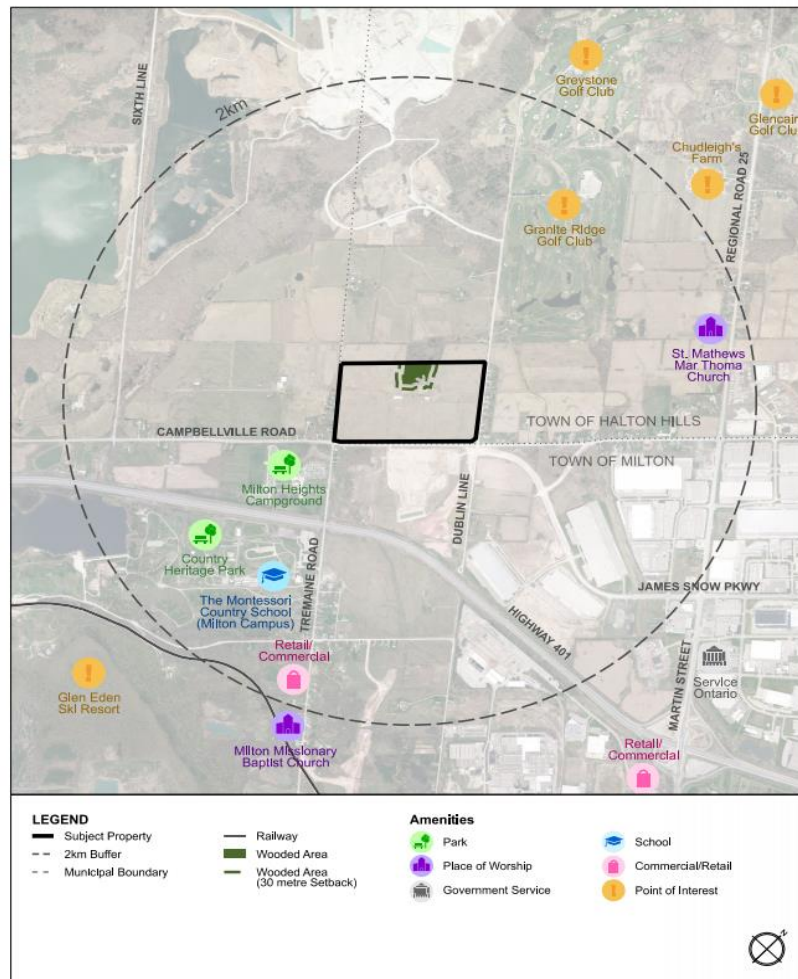 Greystone
Golf Club
2km
SIXTH LINE
Glencair
Golf Clu
Chudleigh's
Farm
REGIONAL ROAD 25
Granite Ridge
Golf Club
St. Mathews
Mar Thoma
Church
TOWN OF HALTON HILLS
CAMPBELLVILLE ROAD
TOWN OF MILTON
Milton Heights
Campground
DUBLIN LINE
Country
Heritage Park
TREMAINE ROAD
JAMES SNOW PKWY
The Montessori
Country School
(Milton Campus)
HIGHWAY 401
Retail/
Commercial
MARTIN STREET
Service
Ontario
Glen Eden
Ski Resort
Milton Missionary
Baptist Church
Retail/
Commercial
LEGEND
Subject Property
2km Buffer
Municipal Boundary
Railway
Wooded Area
Wooded Area
(30 metre Setback)
Amenities
Park
Place of Worship
Government Service
School
Commercial/Retail
Point of Interest
N